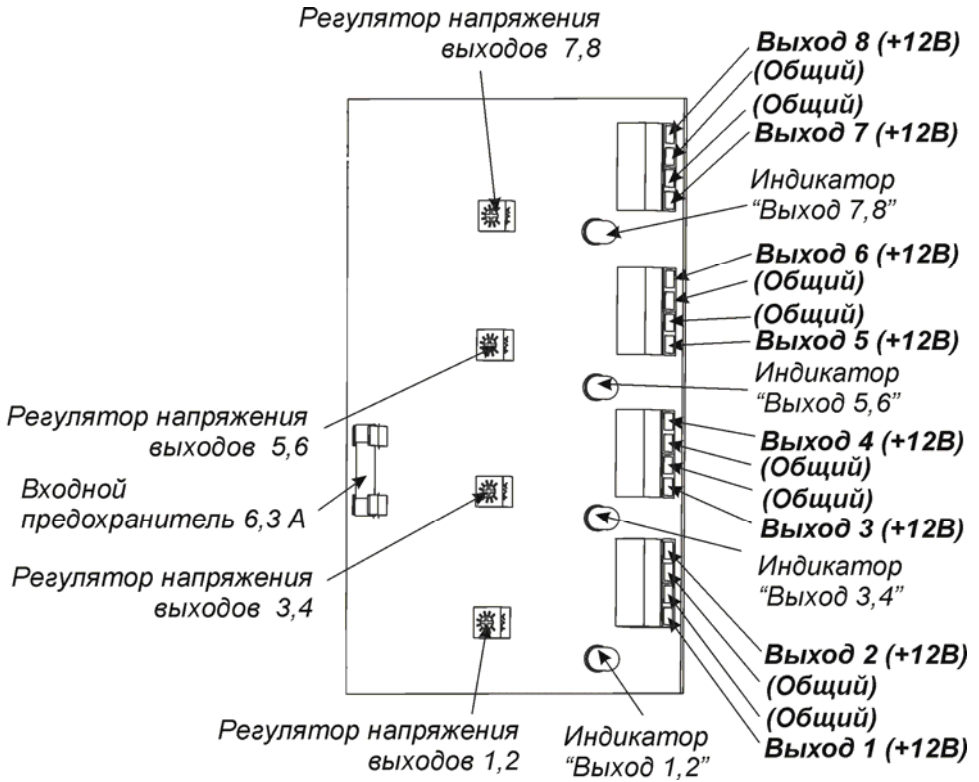 Регулятор напряжения
выходов 7,8
Выход 8 (+12В)
(Общий)
(Общий)
Выход 7 (+12В)
Индикатор
“Выход 7,8”
Выход 6 (+12В)
(Общий)
(Общий)
Выход 5 (+12В)
Индикатор
“Выход 5,6”
Регулятор напряжения
выходов 5,6
Выход 4 (+12В)
(Общий)
(Общий)
Выход 3 (+12В)
Входной
предохранитель 6,3 А
Индикатор
“Выход 3,4”
Регулятор напряжения
выходов 3,4
Выход 2 (+12В)
(Общий)
(Общий)
Выход 1 (+12В)
Регулятор напряжения
выходов 1,2
Индикатор
“Выход 1,2”